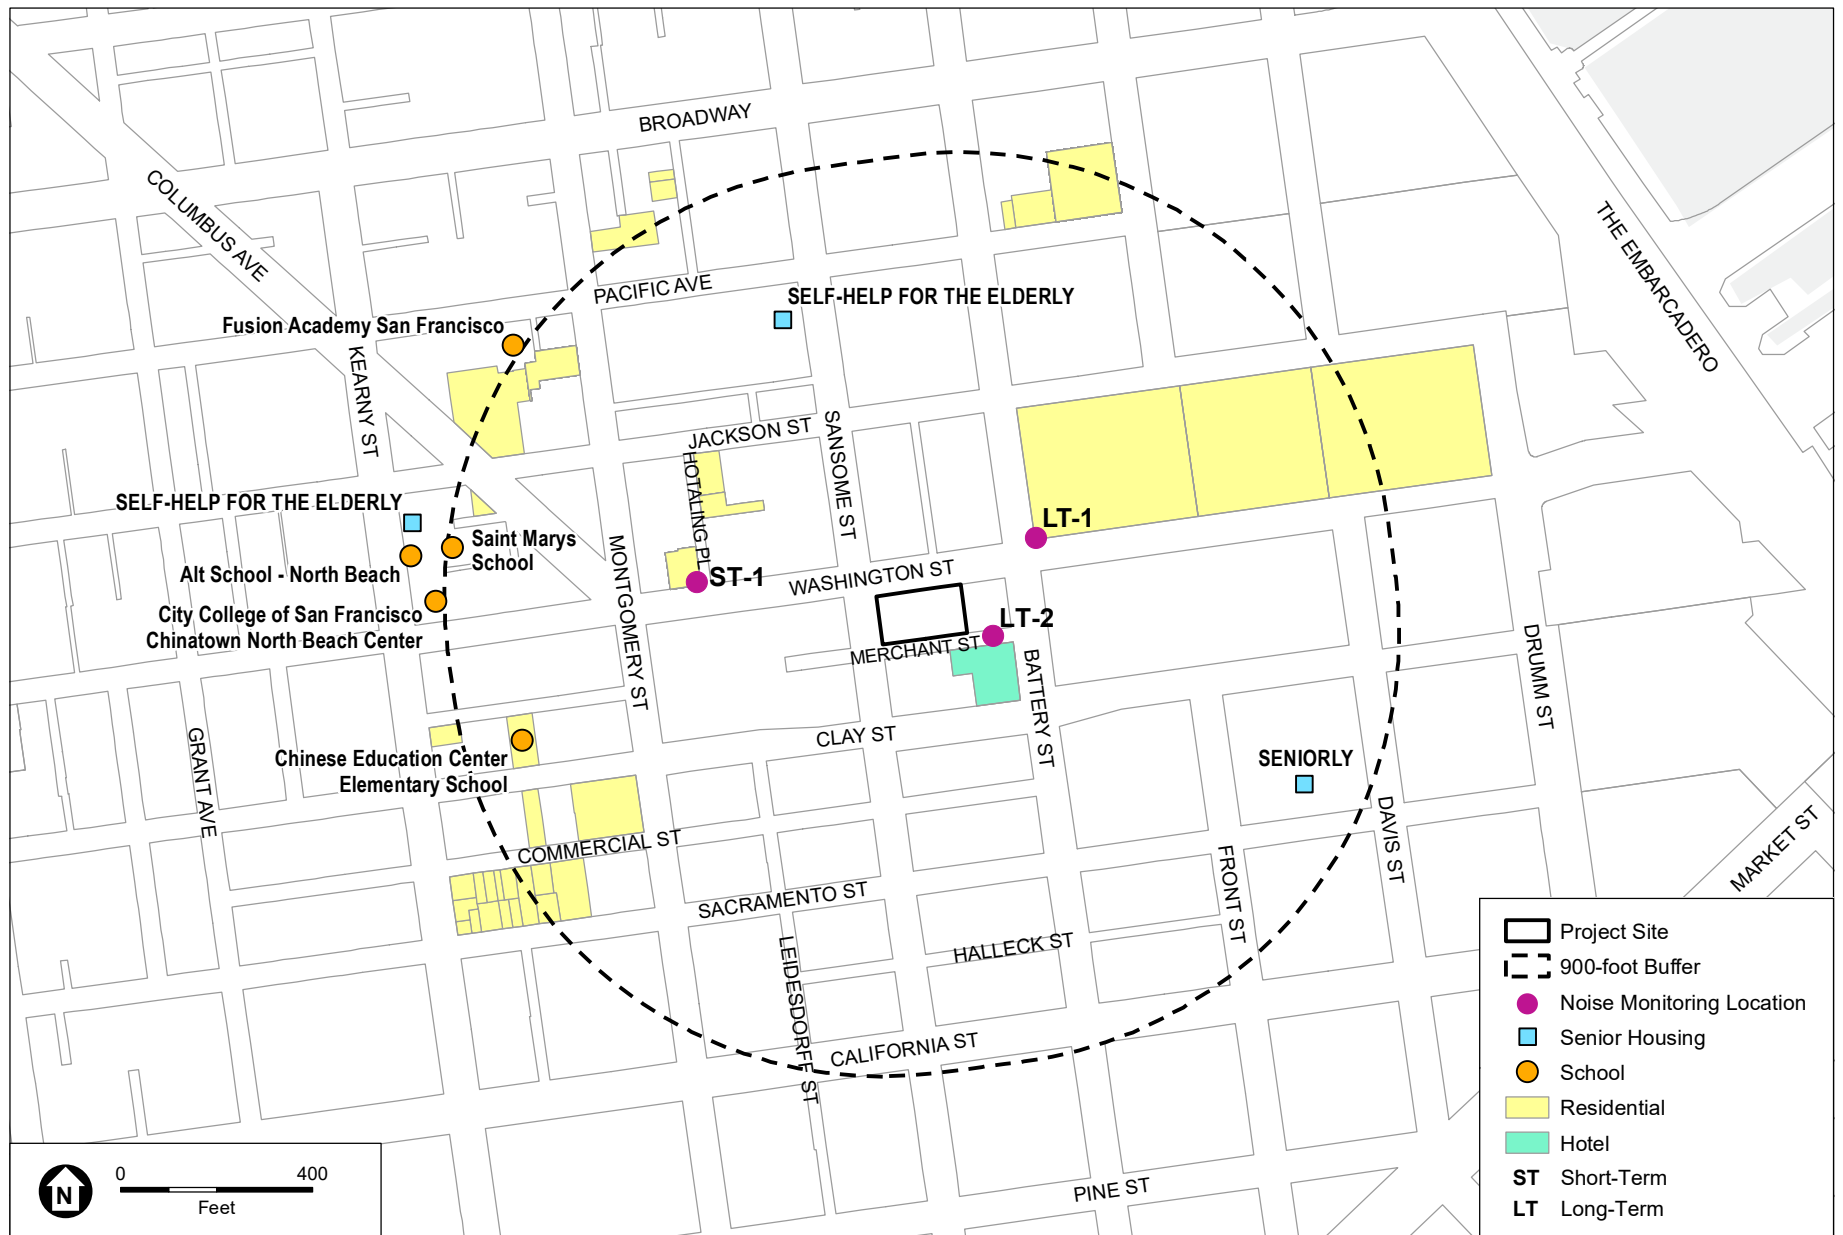 BROADWAY
COLUMBUS AVE
THE EMBARCADERO
PACIFIC AVE
SELF-HELP FOR THE ELDERLY
Fusion Academy San Francisco
KEARNY ST
JACKSON ST
SANSOME ST
HOTALING PL
SELF-HELP FOR THE ELDERLY
LT-1
Saint Marys
School
Alt School - North Beach
MONTGOMERY ST
ST-1
WASHINGTON ST
City College of San Francisco
Chinatown North Beach Center
LT-2
MERCHANT ST
BATTERY ST
DRUMM ST
GRANT AVE
CLAY ST
Chinese Education Center
Elementary School
SENIORLY
DAVIS ST
COMMERCIAL ST
MARKET ST
FRONT ST
SACRAMENTO ST
LEIDESDORFF ST
HALLECK ST
CALIFORNIA ST
PINE ST
N
0 400
Feet
Project Site
900-foot Buffer
Noise Monitoring Location
Senior Housing
School
Residential
Hotel
ST Short-Term
LT Long-Term